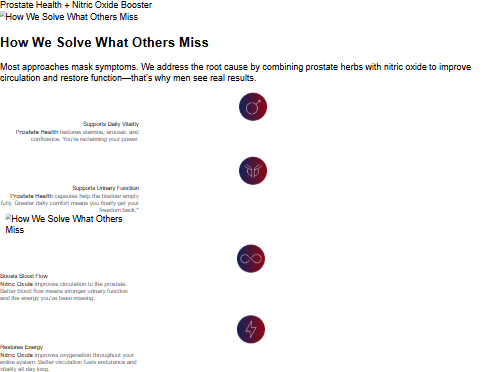 Prostate Health + Nitric Oxide Booster
How We Solve What Others Miss
How We Solve What Others Miss
Most approaches mask symptoms. We address the root cause by combining prostate herbs with nitric oxide to improve
circulation and restore function—that's why men see real results.
Supports Daily Vitality
Prostate Health restores stamina, arousal, and
confidence. You're reclaiming your power.
Supports Urinary Function
Prostate Health capsules help the bladder empty
fully. Greater daily comfort means you finally get your
freedom back.*
How We Solve What Others
Miss
Boosts Blood Flow
Nitric Oxide improves circulation to the prostate.
Better blood flow means stronger urinary function
and the energy you've been missing.
Restores Energy
Nitric Oxide improves oxygenation throughout your
entire system. Better circulation fuels endurance and
vitality all day long.